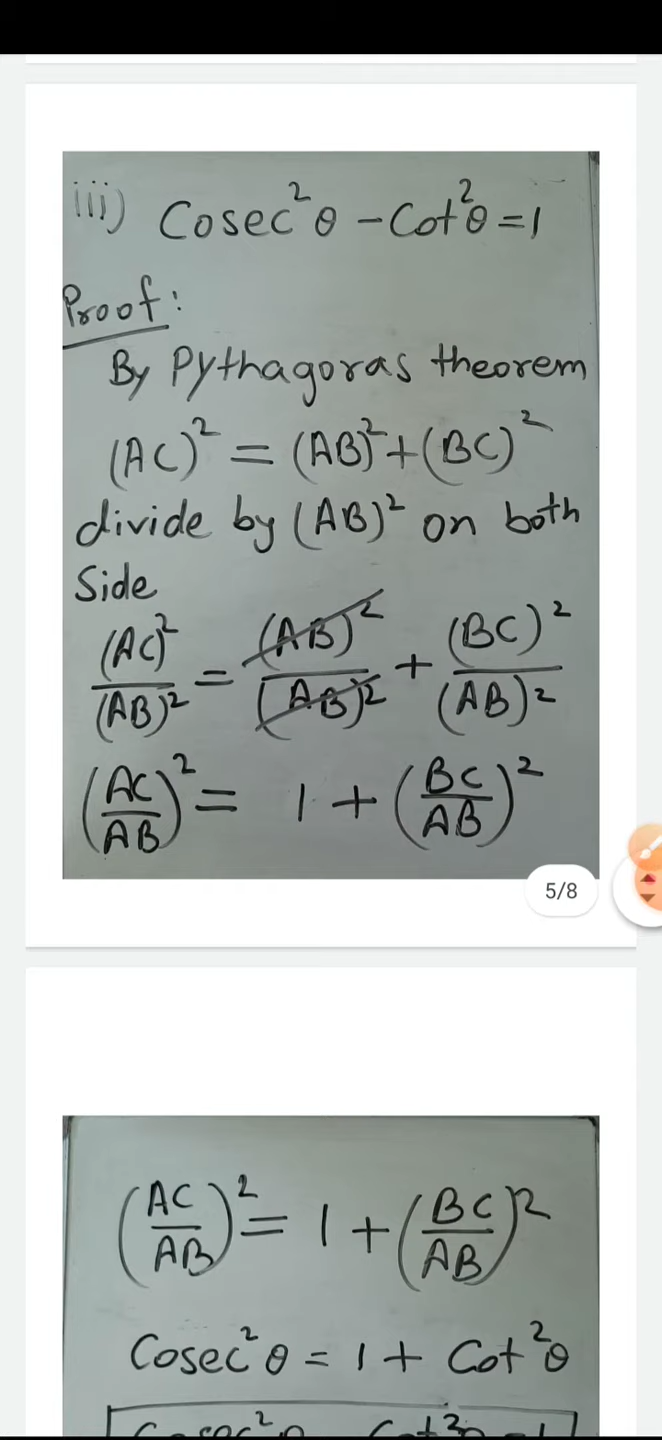 iii) Cosec²θ - Cot²θ = 1
Proof:
By Pythagoras theorem
(AC)² = (AB)² + (BC)²
divide by (AB)² on both
Side
(AC)²/(AB)² = (AB)²/(AB)² + (BC)²/(AB)²
(AC/AB)² = 1 + (BC/AB)²
5/8
(AC/AB)² = 1 + (BC/AB)²
Cosec²θ = 1 + Cot²θ